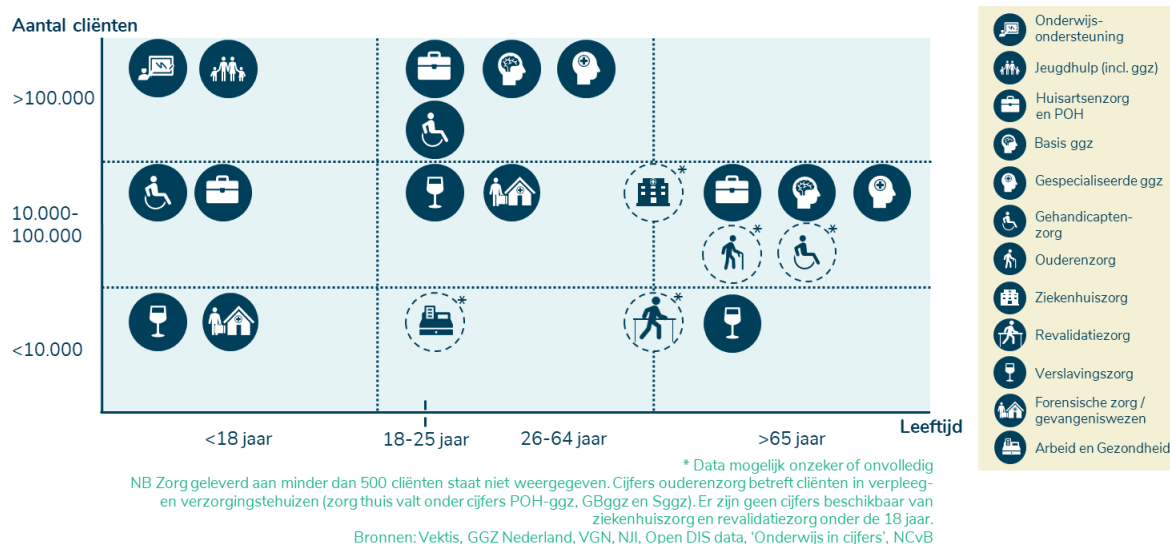 Aantal cliënten
>100.000
10.000-
100.000
<10.000
*
*
*
*
*
<18 jaar
18-25 jaar
26-64 jaar
>65 jaar
Leeftijd
* Data mogelijk onzeker of onvolledig
NB Zorg geleverd aan minder dan 500 cliënten staat niet weergegeven. Cijfers ouderenzorg betreft cliënten in verpleeg-
en verzorgingstehuizen (zorg thuis valt onder cijfers POH-ggz, GBggz en Sggz). Er zijn geen cijfers beschikbaar van
ziekenhuiszorg en revalidatiezorg onder de 18 jaar.
Bronnen: Vektis, GGZ Nederland, VGN, NJI, Open DIS data, ‘Onderwijs in cijfers’, NCvB
Onderwijs-
ondersteuning
Jeugdhulp (incl. ggz)
Huisartsenzorg
en POH
Basis ggz
Gespecialiseerde ggz
Gehandicapten-
zorg
Ouderenzorg
Ziekenhuiszorg
Revalidatiezorg
Verslavingszorg
Forensische zorg /
gevangeniswezen
Arbeid en Gezondheid